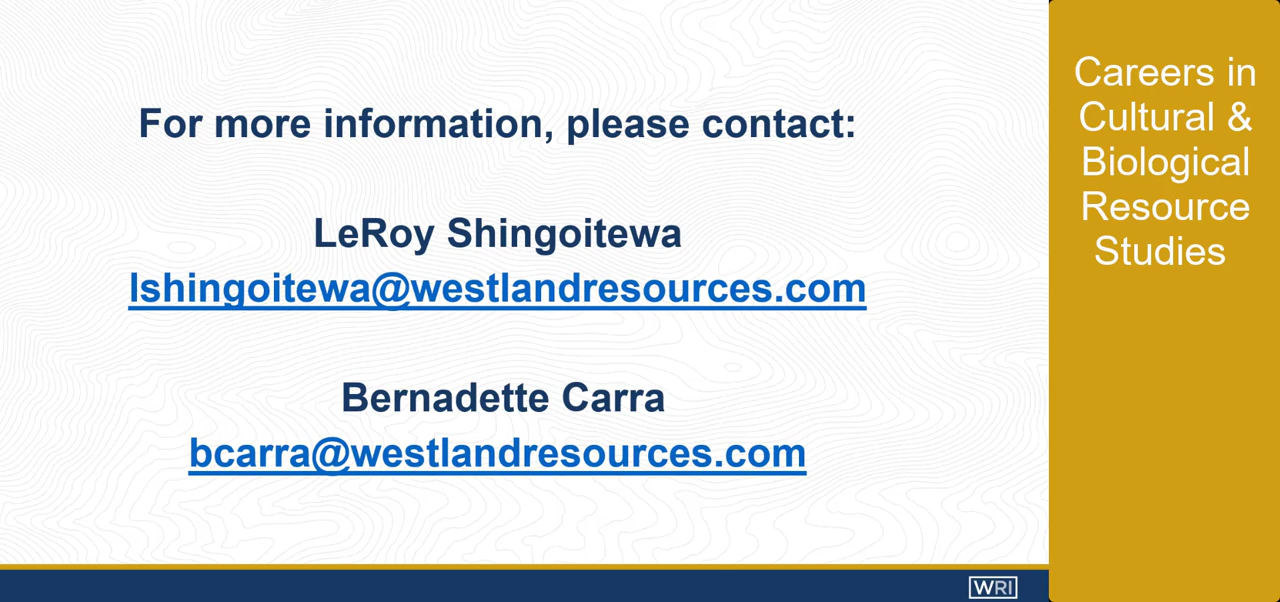 For more information, please contact:
LeRoy Shingoitewa
lshingoitewa@westlandresources.com
Bernadette Carra
bcarra@westlandresources.com
WRI
Careers in
Cultural &
Biological
Resource
Studies